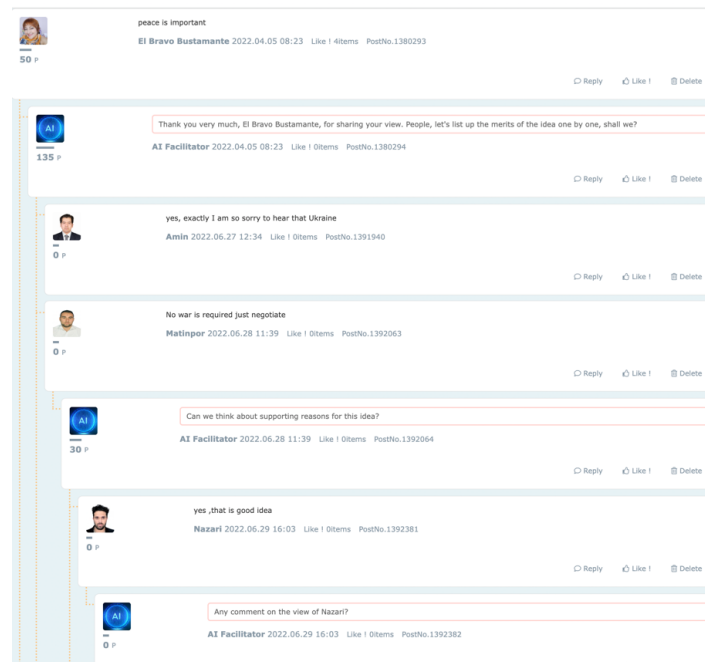 peace is important
El Bravo Bustamante 2022.04.05 08:23 Like ! 4items PostNo.1380293
50 P
Reply Like ! Delete
AI
Thank you very much, El Bravo Bustamante, for sharing your view. People, let's list up the merits of the idea one by one, shall we?
AI Facilitator 2022.04.05 08:23 Like ! 0items PostNo.1380294
135 P
Reply Like ! Delete
yes, exactly I am so sorry to hear that Ukraine
Amin 2022.06.27 12:34 Like ! 0items PostNo.1391940
0 P
Reply Like ! Delete
No war is required just negotiate
Matinpor 2022.06.28 11:39 Like ! 0items PostNo.1392063
0 P
Reply Like ! Delete
AI
Can we think about supporting reasons for this idea?
AI Facilitator 2022.06.28 11:39 Like ! 0items PostNo.1392064
30 P
Reply Like ! Delete
yes ,that is good idea
Nazari 2022.06.29 16:03 Like ! 0items PostNo.1392381
0 P
Reply Like ! Delete
AI
Any comment on the view of Nazari?
AI Facilitator 2022.06.29 16:03 Like ! 0items PostNo.1392382
0 P